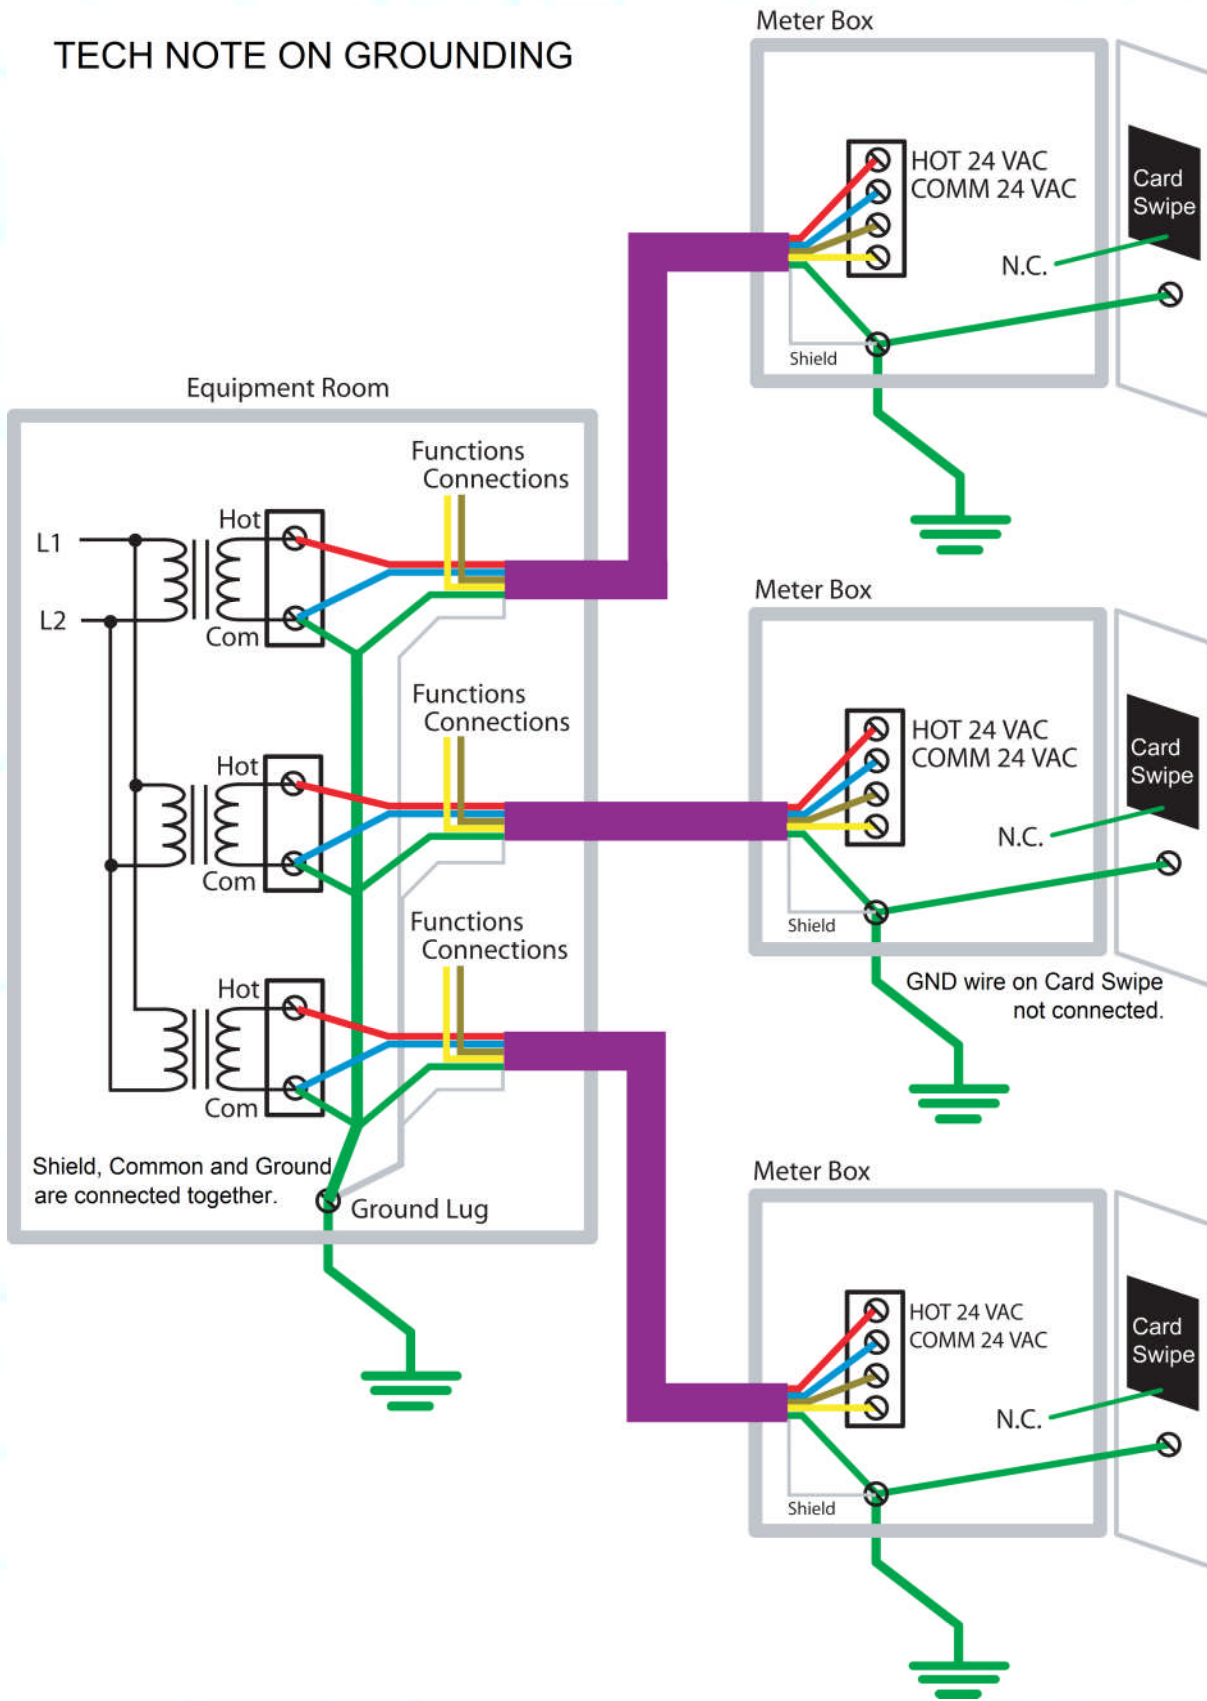 TECH NOTE ON GROUNDING
Meter Box
HOT 24 VAC
COMM 24 VAC
Card
Swipe
N.C.
Shield
Equipment Room
Functions
Connections
L1
Hot
L2
Com
Functions
Connections
Hot
Com
Functions
Connections
Hot
Com
Shield, Common and Ground
are connected together.
Ground Lug
Meter Box
HOT 24 VAC
COMM 24 VAC
Card
Swipe
N.C.
Shield
GND wire on Card Swipe
not connected.
Meter Box
HOT 24 VAC
COMM 24 VAC
Card
Swipe
N.C.
Shield